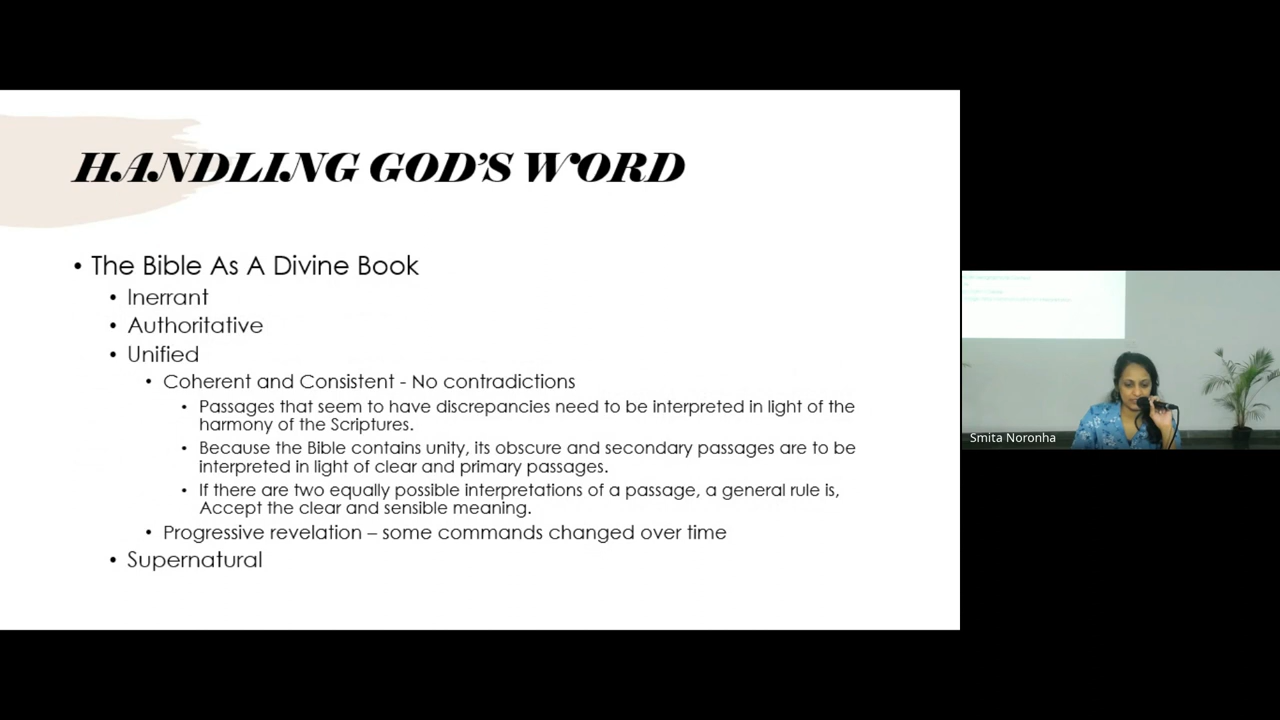 HANDLING GOD'S WORD
• The Bible As A Divine Book
• Inerrant
• Authoritative
• Unified
• Coherent and Consistent - No contradictions
• Passages that seem to have discrepancies need to be interpreted in light of the
harmony of the Scriptures.
• Because the Bible contains unity, its obscure and secondary passages are to be
interpreted in light of clear and primary passages.
• If there are two equally possible interpretations of a passage, a general rule is,
Accept the clear and sensible meaning.
• Progressive revelation – some commands changed over time
• Supernatural
Smita Noronha